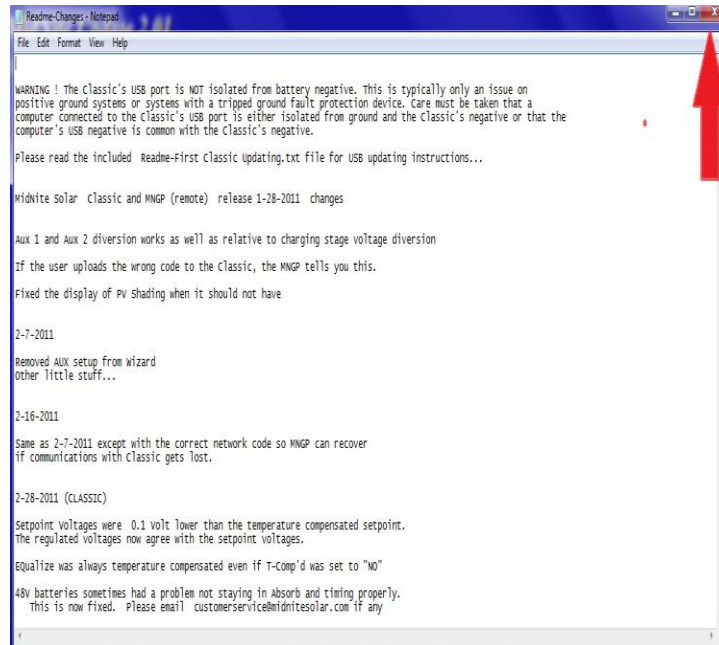 Readme-Changes - Notepad
File Edit Format View Help
WARNING ! The Classic's USB port is NOT isolated from battery negative. This is typically only an issue on
positive ground systems or systems with a tripped ground fault protection device. Care must be taken that a
computer connected to the Classic's USB port is either isolated from ground and the Classic's negative or that the
computer's USB negative is common with the Classic's negative.
Please read the included Readme-First Classic Updating.txt file for USB updating instructions...
MidNite Solar Classic and MNGP (remote) release 1-28-2011 changes
Aux 1 and Aux 2 diversion works as well as relative to charging stage voltage diversion
If the user uploads the wrong code to the Classic, the MNGP tells you this.
Fixed the display of PV Shading when it should not have
2-7-2011
Removed AUX setup from Wizard
Other little stuff...
2-16-2011
Same as 2-7-2011 except with the correct network code so MNGP can recover
if communications with Classic gets lost.
2-28-2011 (CLASSIC)
Setpoint Voltages were 0.1 Volt lower than the temperature compensated setpoint.
The regulated voltages now agree with the setpoint voltages.
EQualize was always temperature compensated even if T-Comp'd was set to "NO"
48V batteries sometimes had a problem not staying in Absorb and timing properly.
This is now fixed. Please email customerservice@midnitesolar.com if any